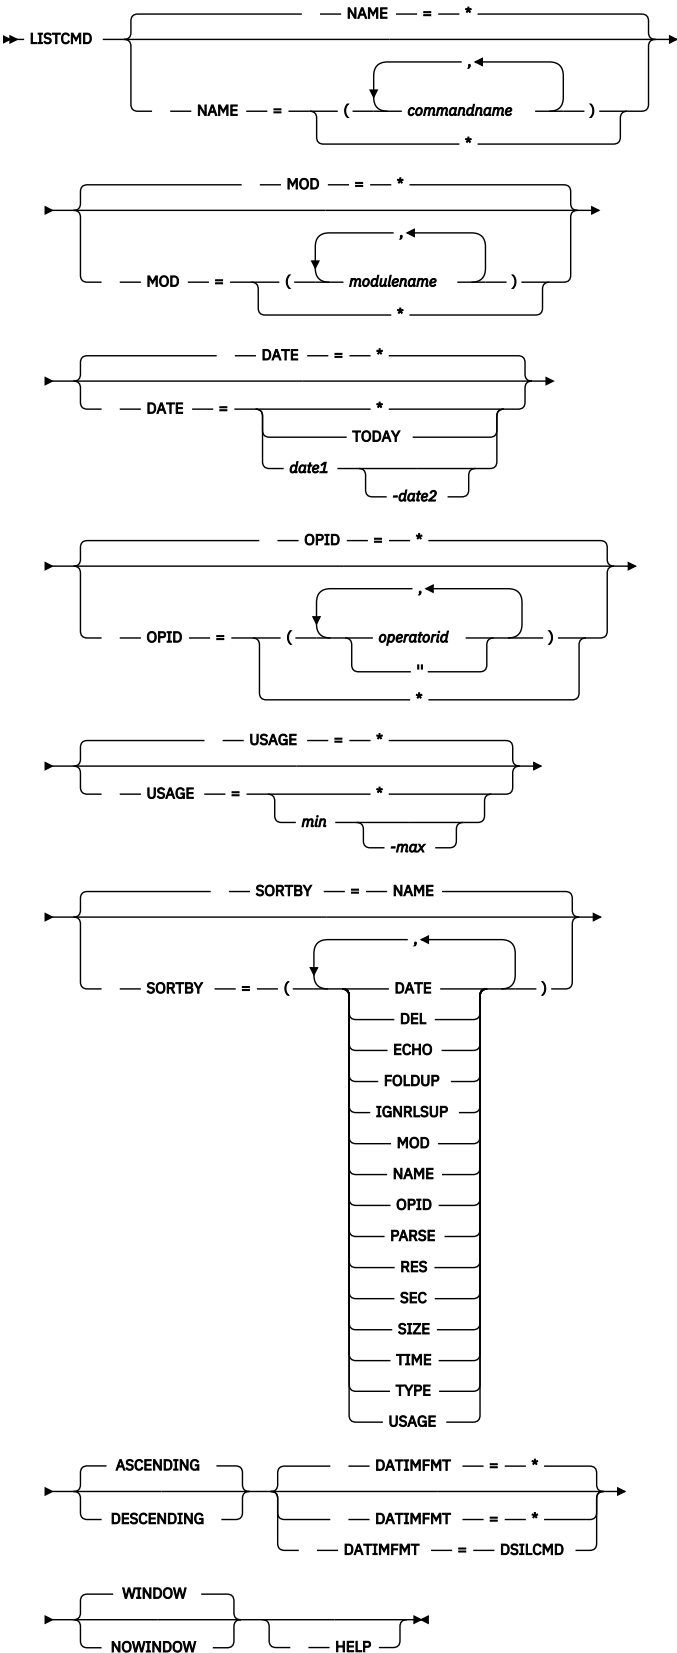 NAME = *
LISTCMD
,
NAME = ( commandname )
*
MOD = *
,
MOD = ( modulename )
*
DATE = *
DATE = *
TODAY
date1
-date2
OPID = *
,
OPID = ( operatorid )
"
*
USAGE = *
USAGE = *
min
-max
SORTBY = NAME
,
SORTBY = ( DATE )
DEL
ECHO
FOLDUP
IGNRLSUP
MOD
NAME
OPID
PARSE
RES
SEC
SIZE
TIME
TYPE
USAGE
ASCENDING DATIMFMT = *
DESCENDING DATIMFMT = *
DATIMFMT = DSILCMD
WINDOW
NOWINDOW HELP